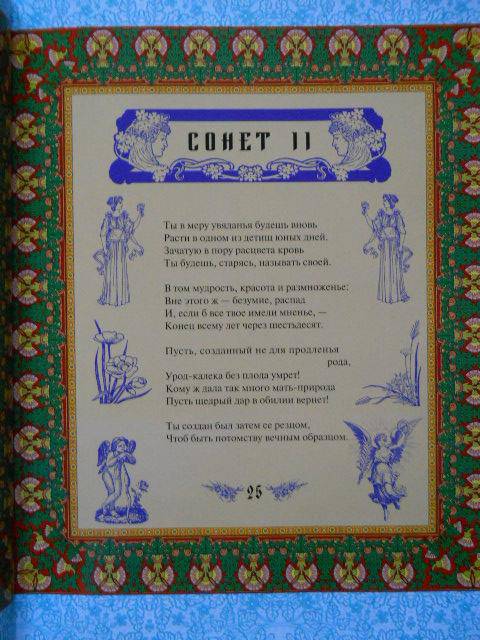 СОНЕТ 11
Ты в меру увяданья будешь вновь
Расти в одном из детищ юных дней.
Зачатую в пору расцвета кровь
Ты будешь, старясь, называть своей.
В том мудрость, красота и размноженье:
Вне этого ж — безумие, распад
И, если б все твое имели мненье, —
Конец всему лет через шестьдесят.
Пусть, созданный не для продленья
рода,
Урод-калека без плода умрет!
Кому ж дала так много мать-природа
Пусть щедрый дар в обилии вернет!
Ты создан был затем ее резцом,
Чтоб быть потомству вечным образцом.
25